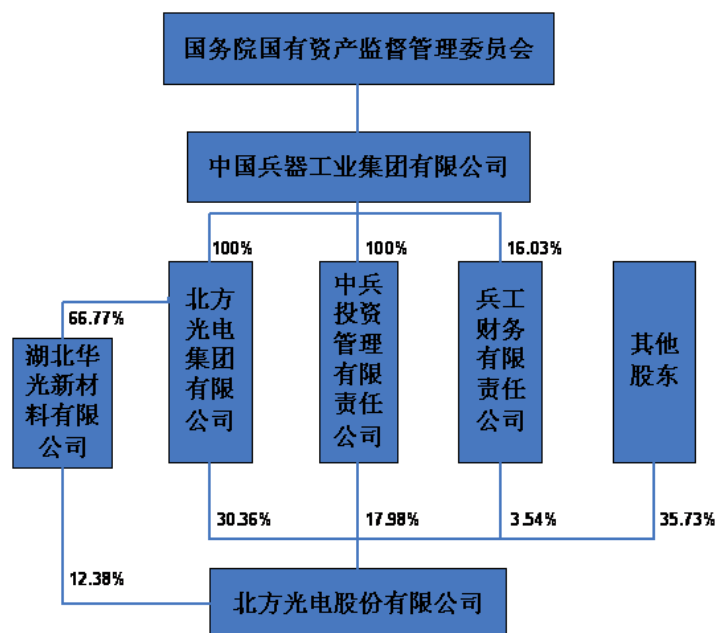 国务院国有资产监督管理委员会
中国兵器工业集团有限公司
100%
100%
16.03%
66.77%
湖北华
光新材
料有限
公司
北方
光电
集团
有限
公司
中兵
投资
管理
有限
责任
公司
兵工
财务
有限
责任
公司
其他
股东
30.36%
17.98%
3.54%
35.73%
12.38%
北方光电股份有限公司